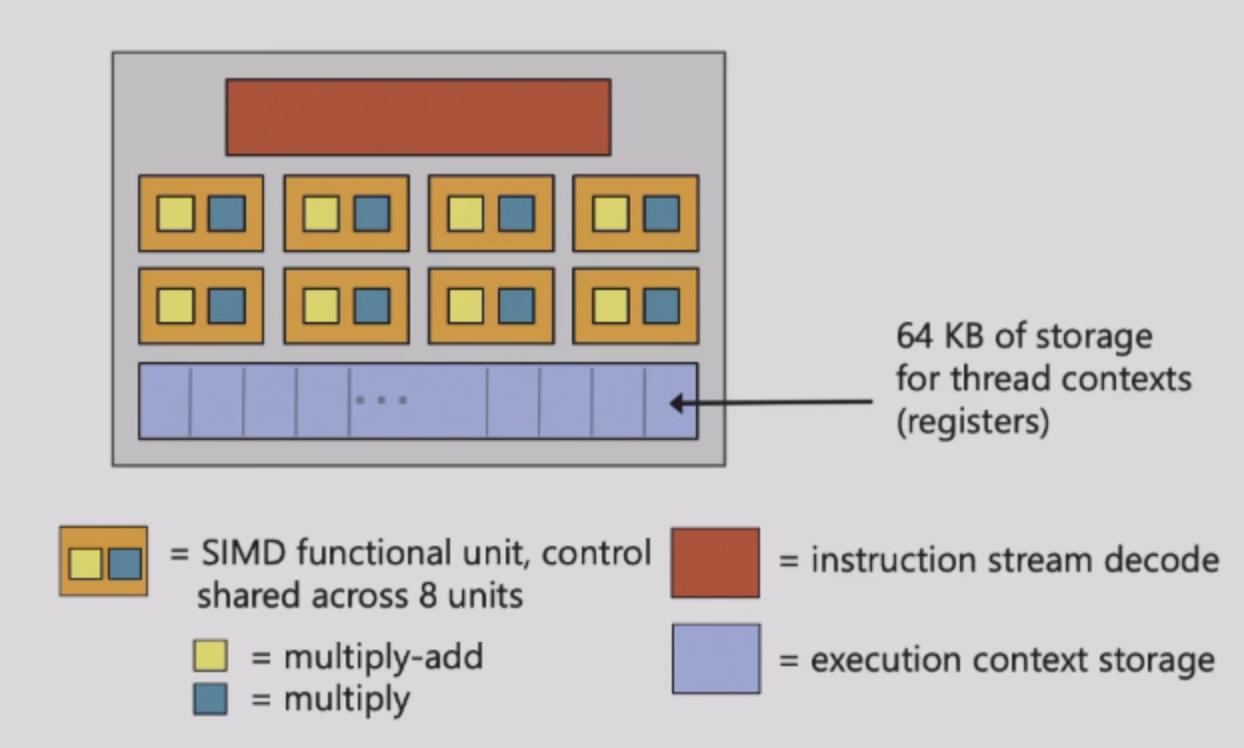 64 KB of storage
for thread contexts
(registers)
= SIMD functional unit, control
shared across 8 units
= multiply-add
= multiply
= instruction stream decode
= execution context storage